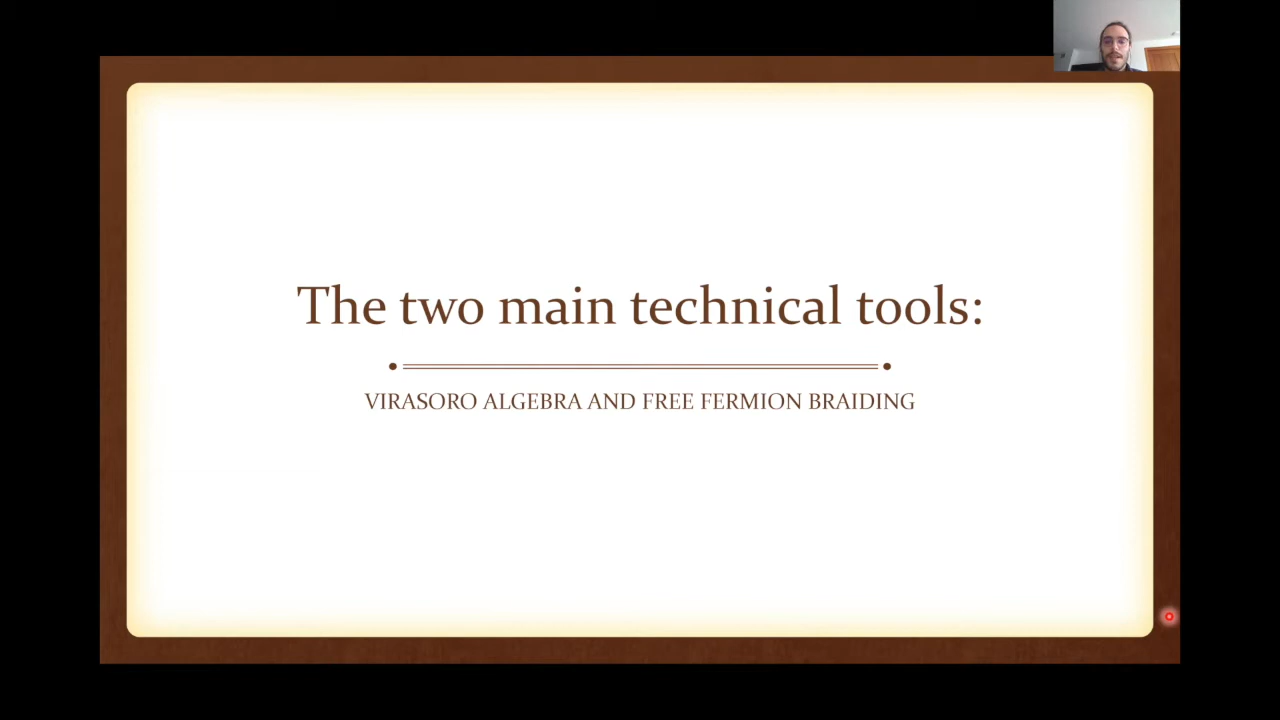 The two main technical tools:
VIRASORO ALGEBRA AND FREE FERMION BRAIDING